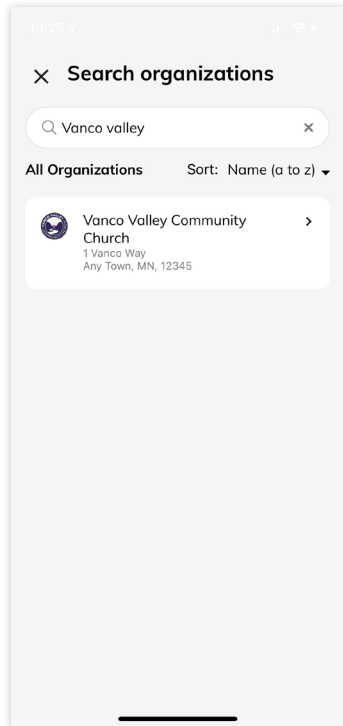 10:25
Search organizations
Vanco valley
All Organizations Sort: Name (a to z)
Vanco Valley Community
Church
1 Vanco Way
Any Town, MN, 12345